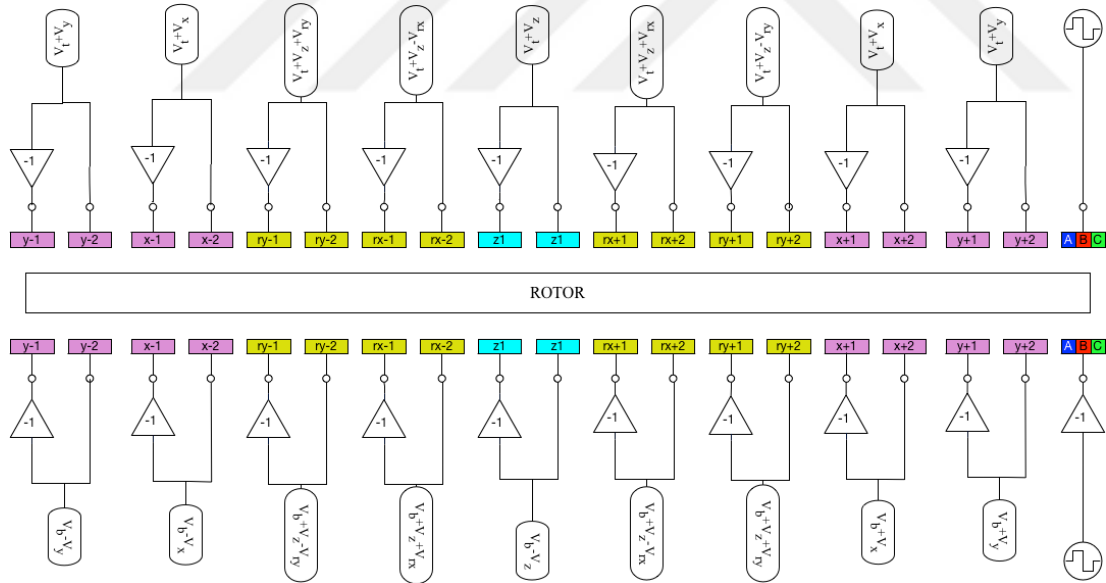 Vt+Vy Vt+Vx Vt+Vz+Vry Vt+Vz-Vrx Vt+Vz Vt+Vz+Vrx Vt+Vz-Vry Vt+Vx Vt+Vy
-1 -1 -1 -1 -1 -1 -1 -1 -1
y-1 y-2 x-1 x-2 ry-1 ry-2 rx-1 rx-2 z1 z1 rx+1 rx+2 ry+1 ry+2 x+1 x+2 y+1 y+2 A B C
ROTOR
y-1 y-2 x-1 x-2 ry-1 ry-2 rx-1 rx-2 z1 z1 rx+1 rx+2 ry+1 ry+2 x+1 x+2 y+1 y+2 A B C
-1 -1 -1 -1 -1 -1 -1 -1 -1 -1
Vb-Vy Vb-Vx Vb+Vz-Vry Vb+Vz+Vrx Vb-Vz Vb+Vz-Vrx Vb+Vz+Vry Vb+Vx Vb+Vy